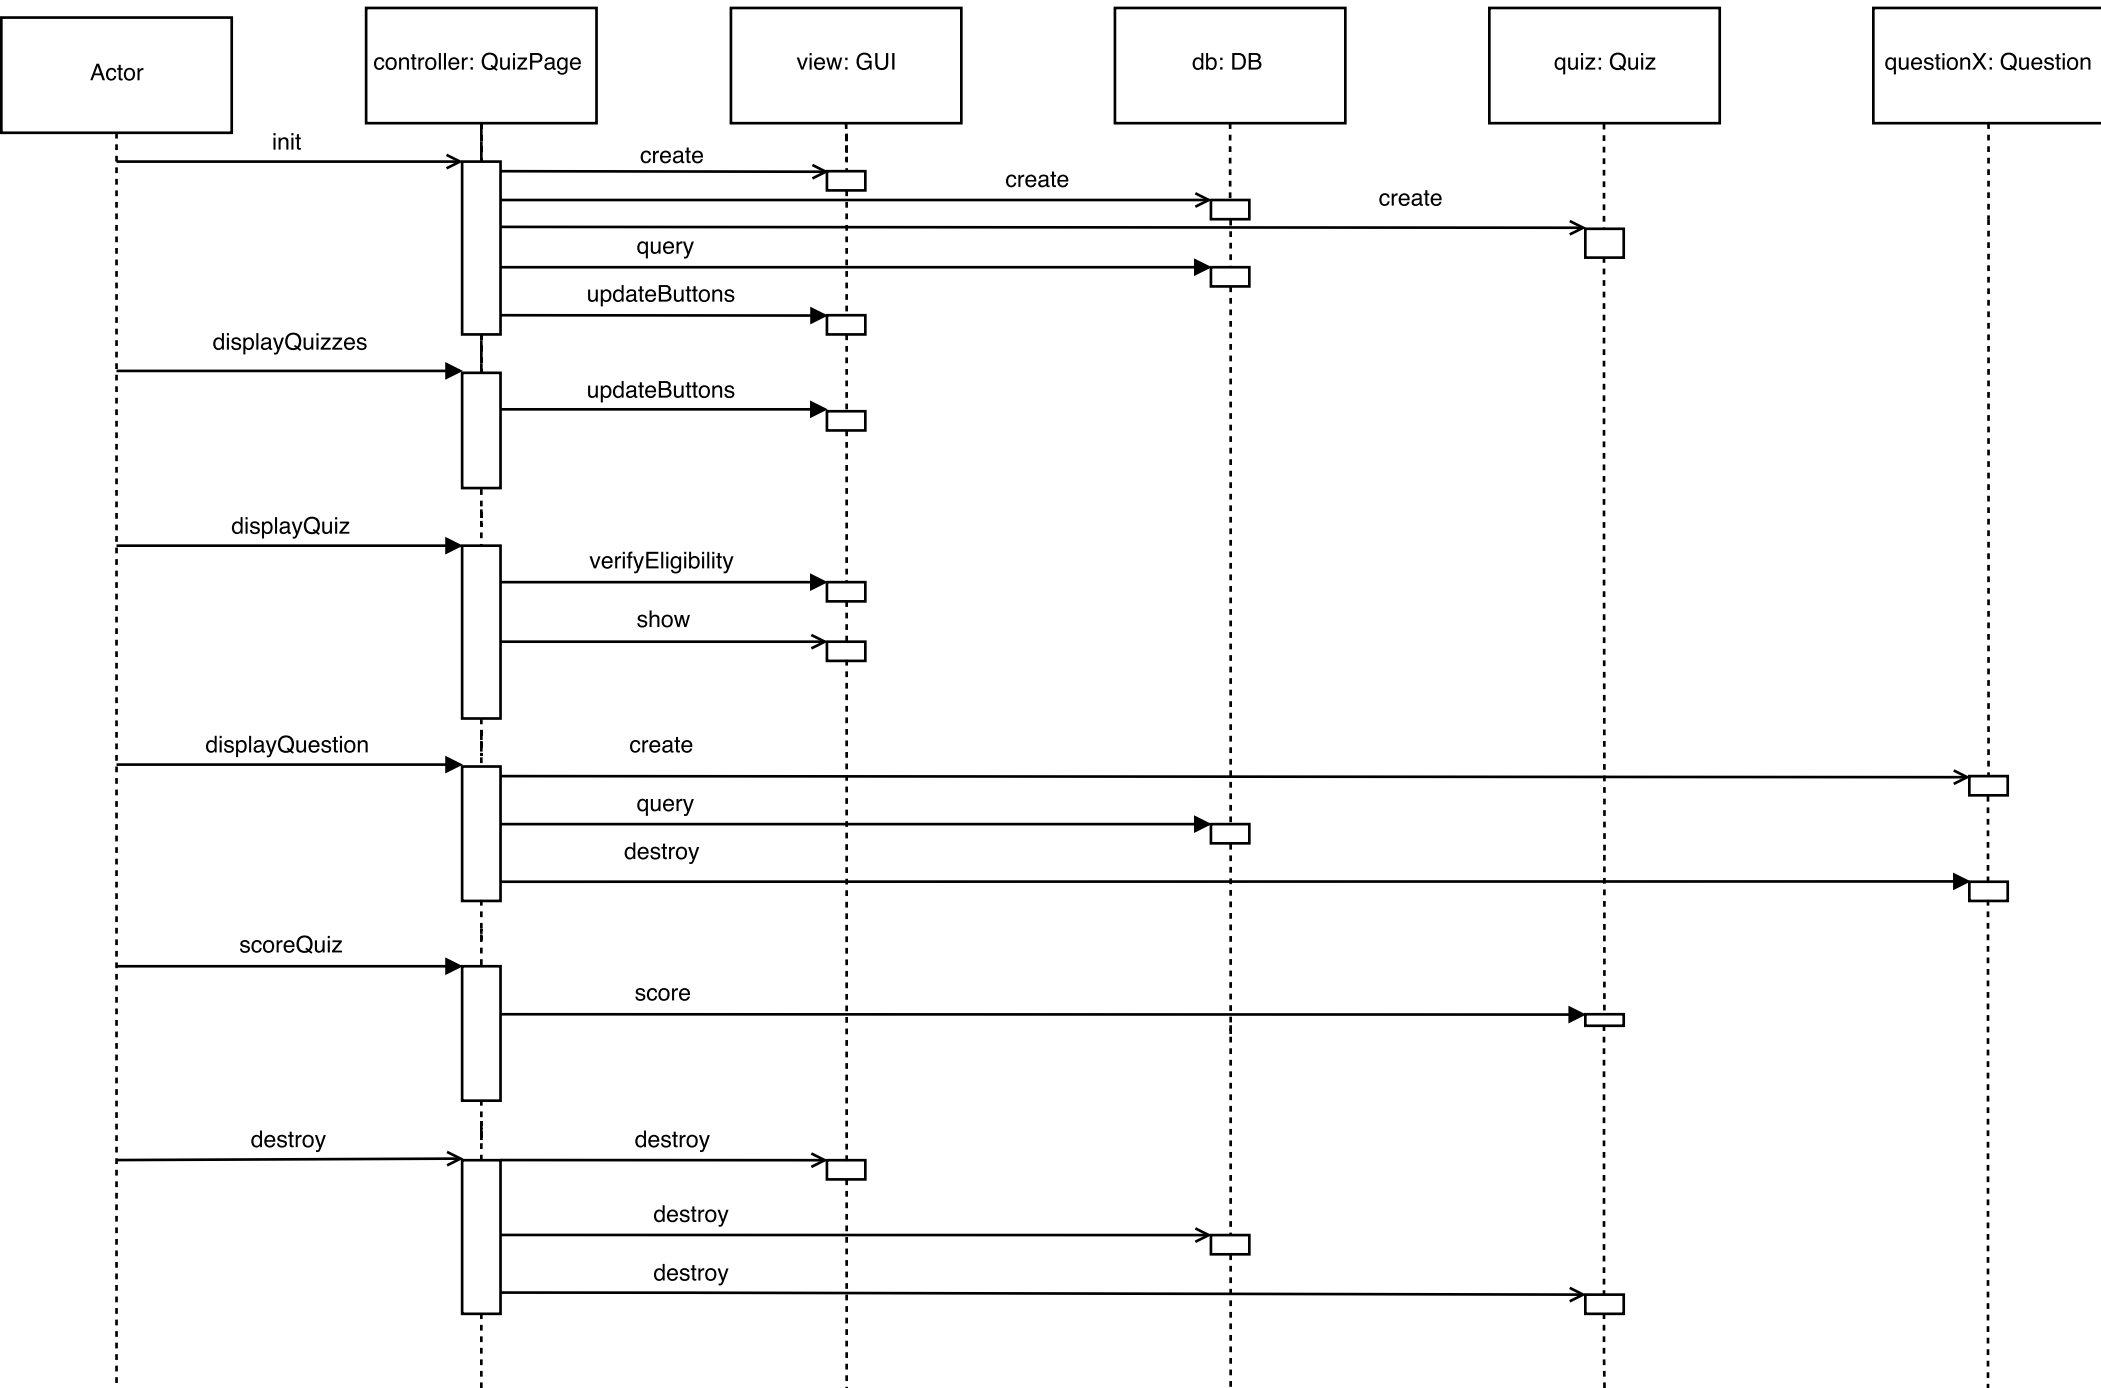 Actor
controller: QuizPage
view: GUI
db: DB
quiz: Quiz
questionX: Question
init
create
create
create
query
updateButtons
displayQuizzes
updateButtons
displayQuiz
verifyEligibility
show
displayQuestion
create
query
destroy
scoreQuiz
score
destroy
destroy
destroy
destroy